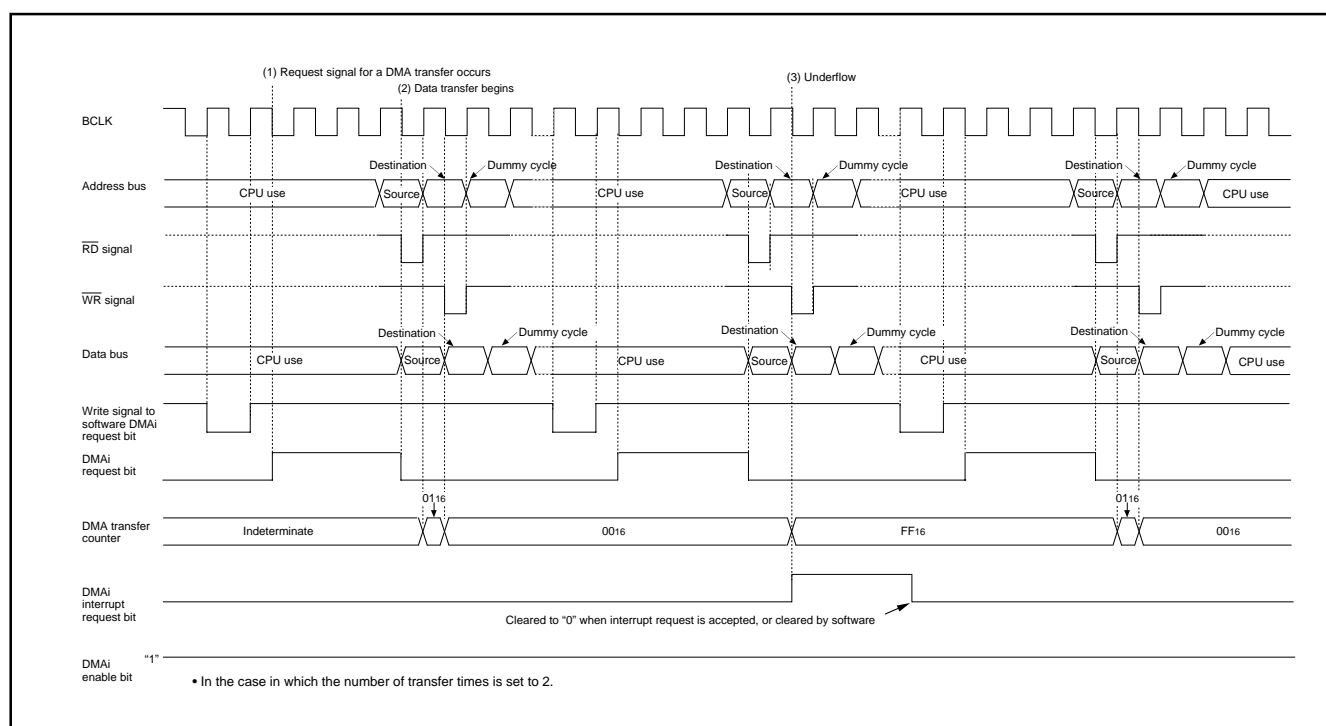 (1) Request signal for a DMA transfer occurs
(2) Data transfer begins
(3) Underflow
BCLK
Destination
Dummy cycle
Destination
Dummy cycle
Destination
Dummy cycle
Address bus
CPU use
Source
CPU use
Source
CPU use
Source
CPU use
RD signal
WR signal
Destination
Dummy cycle
Destination
Dummy cycle
Destination
Dummy cycle
Data bus
CPU use
Source
CPU use
Source
CPU use
Source
CPU use
Write signal to
software DMAi
request bit
DMAi
request bit
0116
0116
DMA transfer
counter
Indeterminate
0016
FF16
0016
DMAi
interrupt
request bit
Cleared to “0” when interrupt request is accepted, or cleared by software
“1”
DMAi
enable bit
• In the case in which the number of transfer times is set to 2.